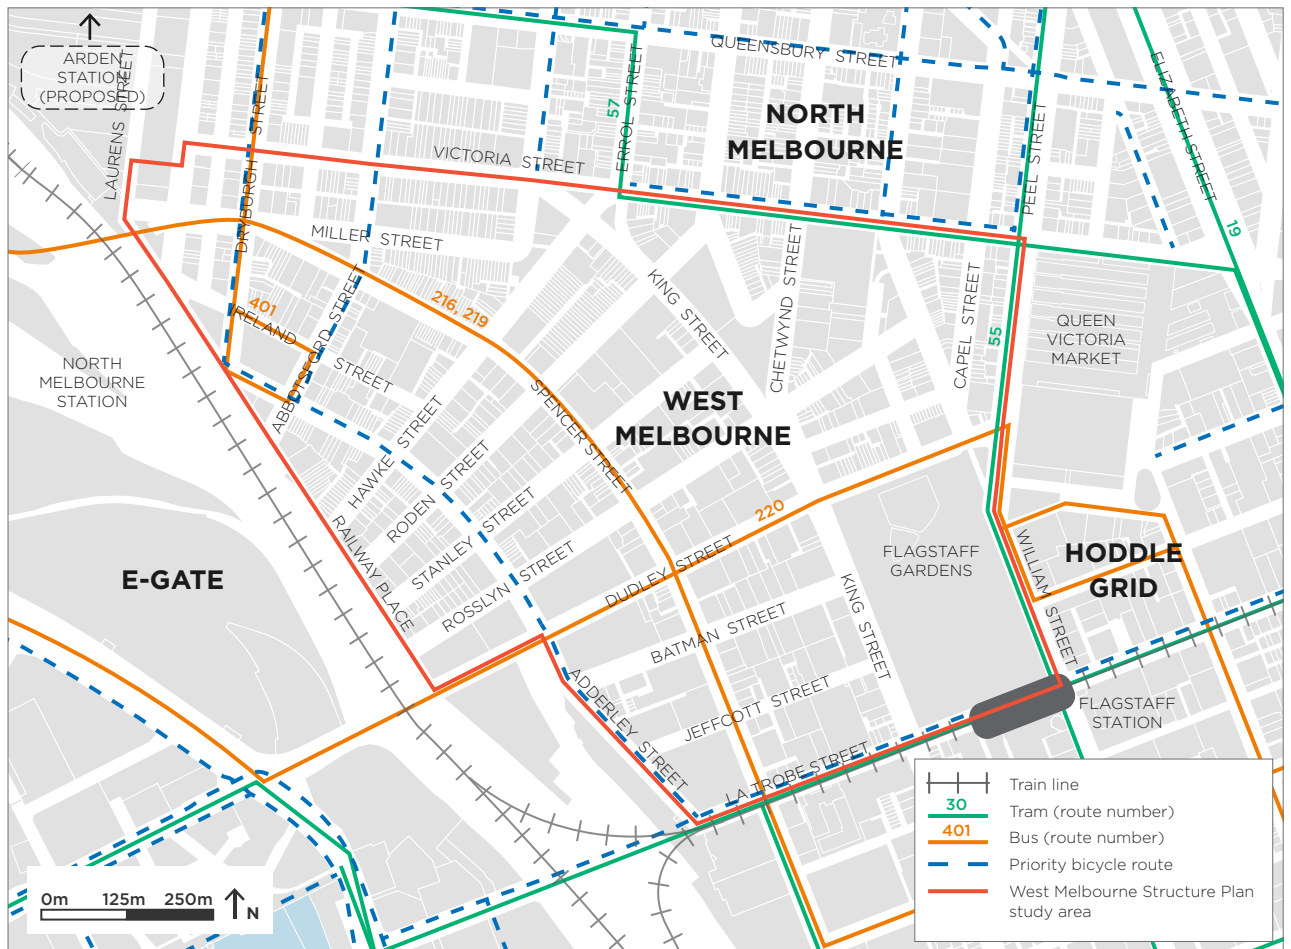 ARDEN
STATION
(PROPOSED)
LAURENS STREET
DRYBURGH STREET
QUEENSBURY STREET
ELIZABETH STREET
57
ERROL STREET
NORTH
MELBOURNE
PEEL STREET
VICTORIA STREET
19
MILLER STREET
KING STREET
CHETWYND STREET
CAPEL STREET
55
QUEEN
VICTORIA
MARKET
401
IRELAND STREET
ABBOTSFORD STREET
216, 219
NORTH
MELBOURNE
STATION
WEST
MELBOURNE
SPENCER STREET
HAWKE STREET
RODEN STREET
STANLEY STREET
ROSSLYN STREET
RAILWAY PLACE
220
DUDLEY STREET
FLAGSTAFF
GARDENS
WILLIAM STREET
HODDLE
GRID
E-GATE
BATMAN STREET
KING STREET
JEFFCOTT STREET
ADDERLEY STREET
LA TROBE STREET
FLAGSTAFF
STATION
Train line
30
Tram (route number)
401
Bus (route number)
Priority bicycle route
West Melbourne Structure Plan
study area
0m 125m 250m
N